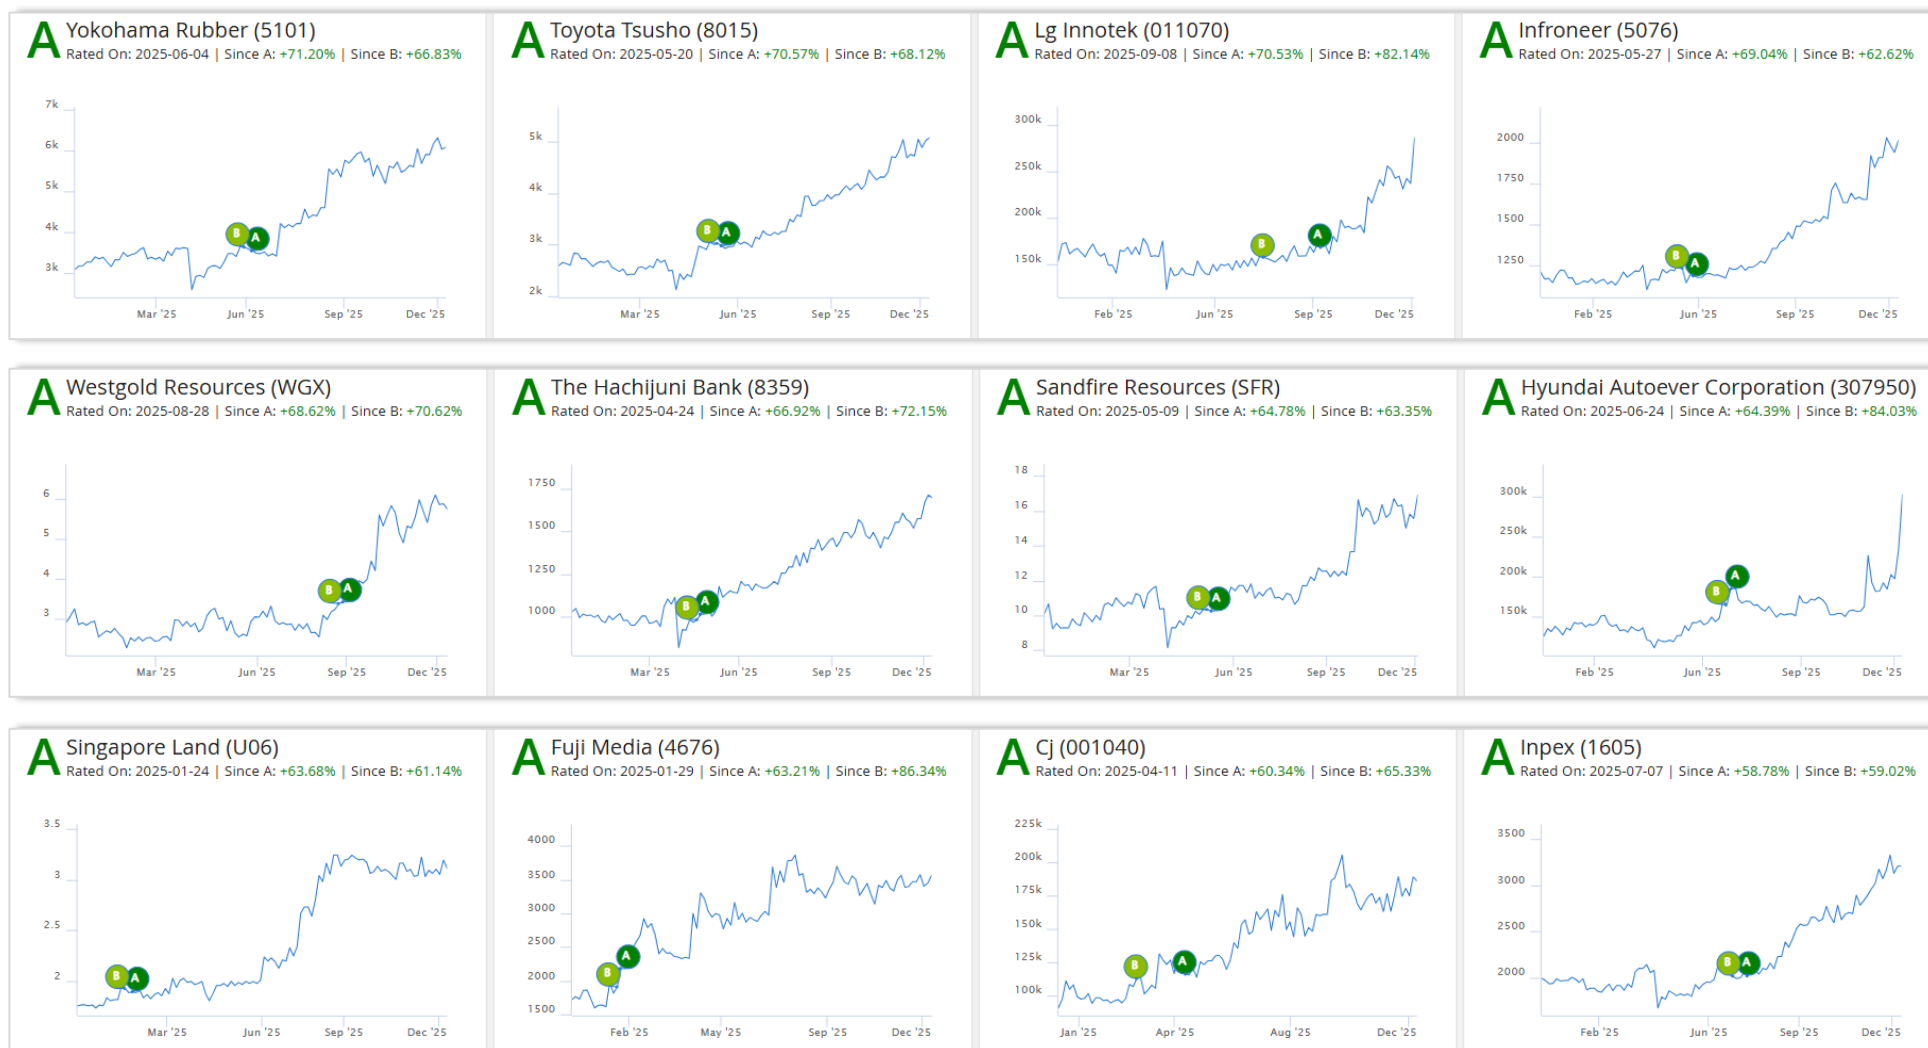 A Yokohama Rubber (5101)
Rated On: 2025-06-04 | Since A: +71.20% | Since B: +66.83%
7k
6k
5k
4k
3k
B A
Mar '25 Jun '25 Sep '25 Dec '25
A Toyota Tsusho (8015)
Rated On: 2025-05-20 | Since A: +70.57% | Since B: +68.12%
5k
4k
3k
2k
B A
Mar '25 Jun '25 Sep '25 Dec '25
A Lg Innotek (011070)
Rated On: 2025-09-08 | Since A: +70.53% | Since B: +82.14%
300k
250k
200k
150k
B A
Feb '25 Jun '25 Sep '25 Dec '25
A Infroneer (5076)
Rated On: 2025-05-27 | Since A: +69.04% | Since B: +62.62%
2000
1750
1500
1250
B A
Feb '25 Jun '25 Sep '25 Dec '25
A Westgold Resources (WGX)
Rated On: 2025-08-28 | Since A: +68.62% | Since B: +70.62%
6
5
4
3
B A
Mar '25 Jun '25 Sep '25 Dec '25
A The Hachijuni Bank (8359)
Rated On: 2025-04-24 | Since A: +66.92% | Since B: +72.15%
1750
1500
1250
1000
B A
Mar '25 Jun '25 Sep '25 Dec '25
A Sandfire Resources (SFR)
Rated On: 2025-05-09 | Since A: +64.78% | Since B: +63.35%
18
16
14
12
10
8
B A
Mar '25 Jun '25 Sep '25 Dec '25
A Hyundai Autoever Corporation (307950)
Rated On: 2025-06-24 | Since A: +64.39% | Since B: +84.03%
300k
250k
200k
150k
B A
Feb '25 Jun '25 Sep '25 Dec '25
A Singapore Land (U06)
Rated On: 2025-01-24 | Since A: +63.68% | Since B: +61.14%
3.5
3
2.5
2
B A
Mar '25 Jun '25 Sep '25 Dec '25
A Fuji Media (4676)
Rated On: 2025-01-29 | Since A: +63.21% | Since B: +86.34%
4000
3500
3000
2500
2000
1500
B A
Feb '25 May '25 Sep '25 Dec '25
A Cj (001040)
Rated On: 2025-04-11 | Since A: +60.34% | Since B: +65.33%
225k
200k
175k
150k
125k
100k
B A
Jan '25 Apr '25 Aug '25 Dec '25
A Inpex (1605)
Rated On: 2025-07-07 | Since A: +58.78% | Since B: +59.02%
3500
3000
2500
2000
B A
Feb '25 Jun '25 Sep '25 Dec '25